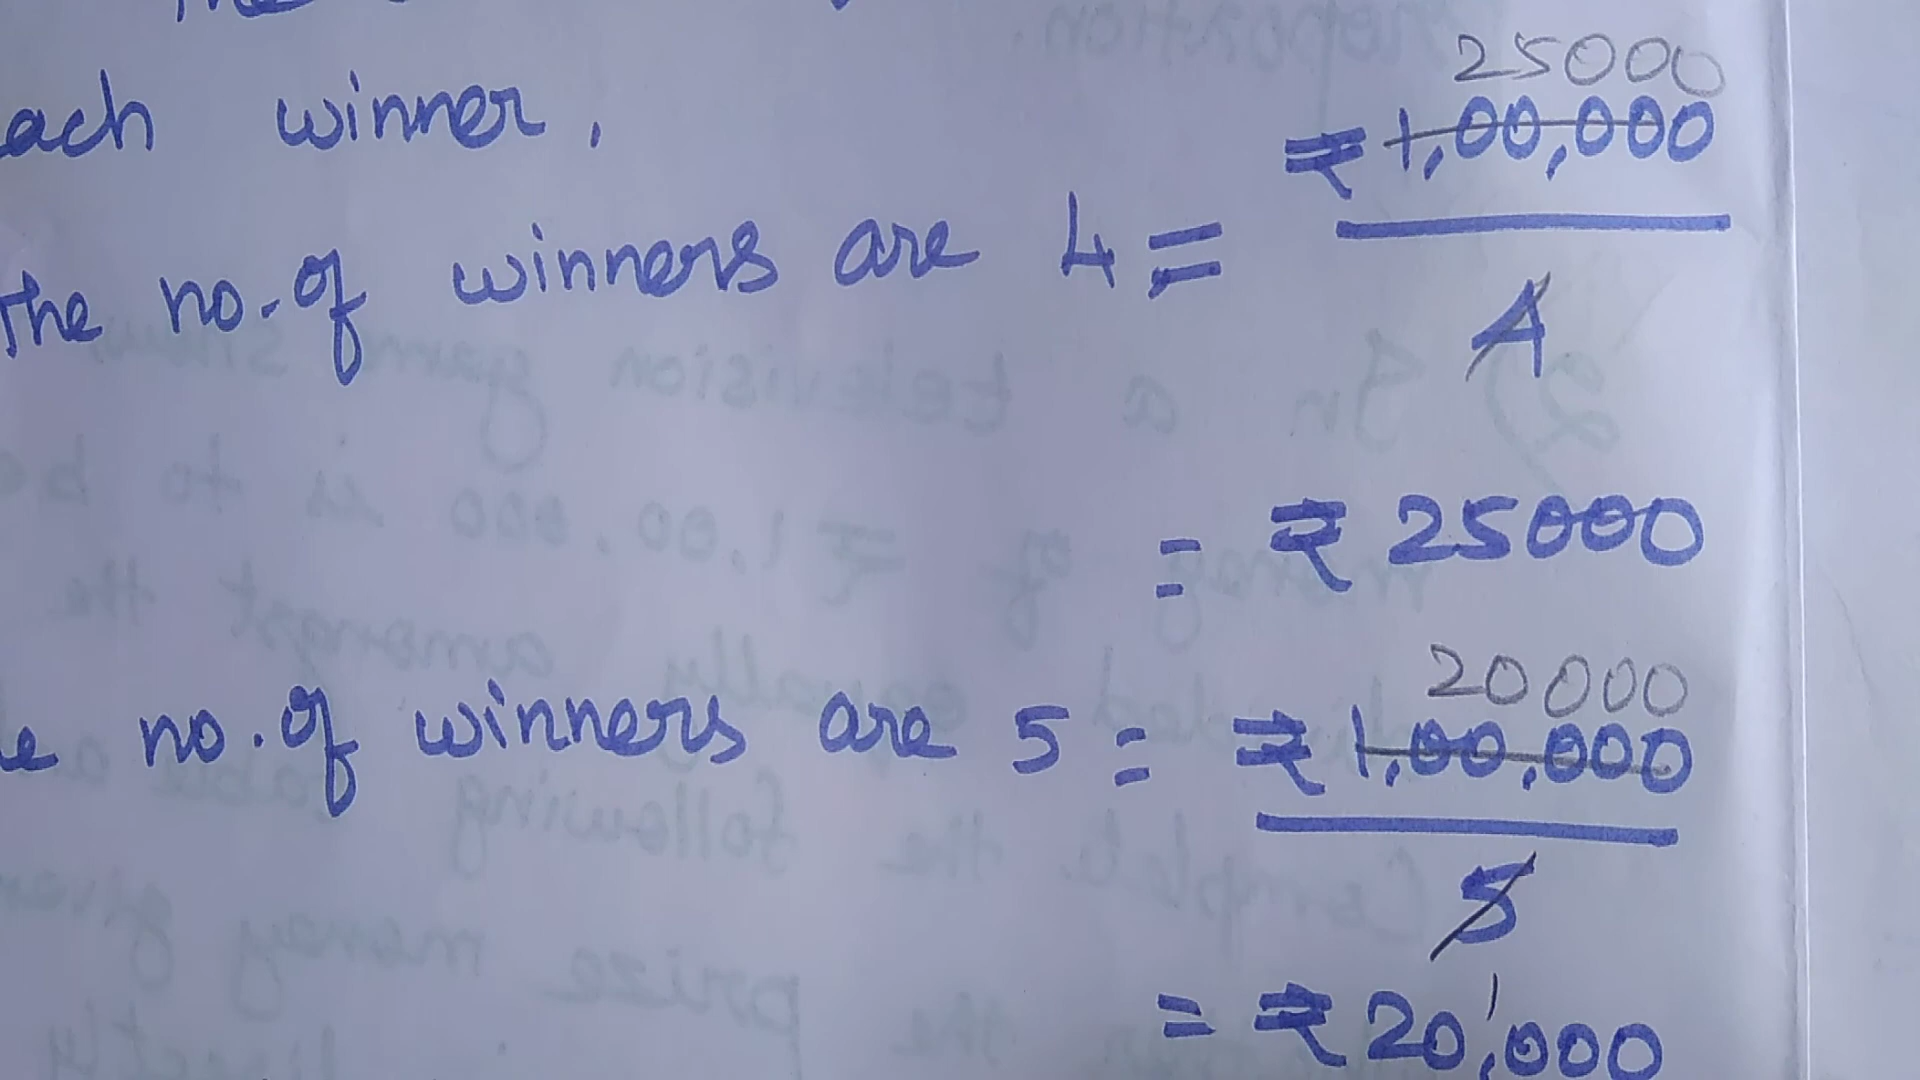 each winner.
25000
₹ 1,00,000
the no. of winners are 4 =
4
= ₹ 25000
20000
no. of winners are 5 = ₹ 1,00,000
5
= ₹ 20,000